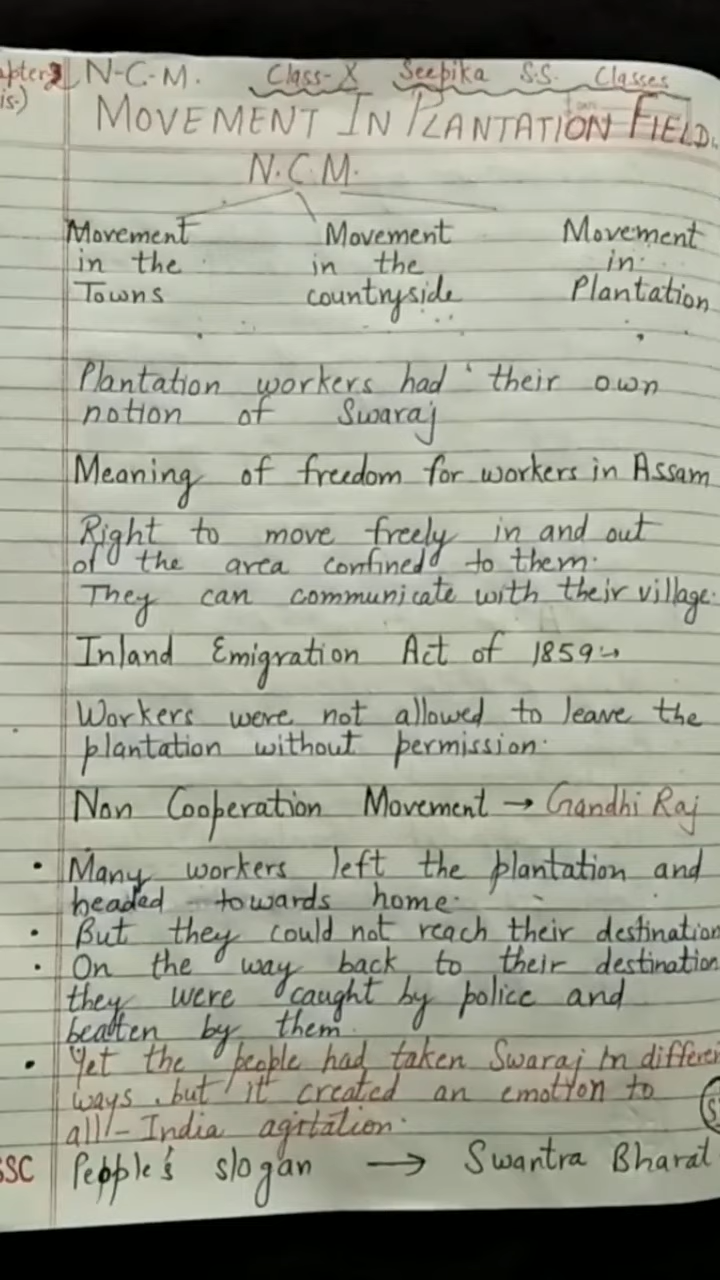 N-C-M. Class-X Seepika S.S. Classes
MOVEMENT IN PLANTATION FIELD.
N.C.M.
Movement Movement Movement
in the in the in
Towns countryside Plantation
Plantation workers had their own
notion of Swaraj
Meaning of freedom for workers in Assam
Right to move freely in and out
of the area confined to them.
They can communicate with their village.
Inland Emigration Act of 1859 →
Workers were not allowed to leave the
plantation without permission.
Non Cooperation Movement → Gandhi Raj
• Many workers left the plantation and
headed towards home.
• But they could not reach their destination
• On the way back to their destination
they were caught by police and
beaten by them.
• Yet the people had taken Swaraj in differen
ways, but it created an emotion to
all-India agitation.
SSC People's slogan → Swantra Bharat